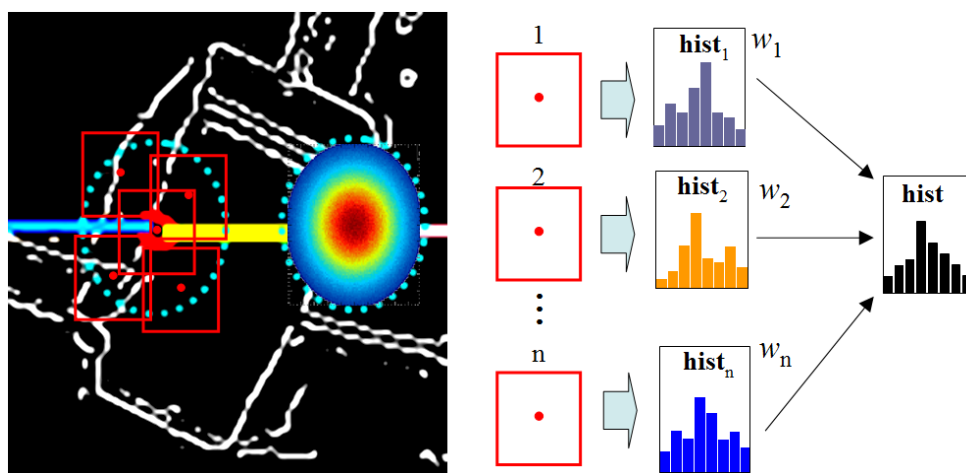 1
hist₁ w₁
2
hist₂ w₂
hist
⋮
n
histₙ wₙ